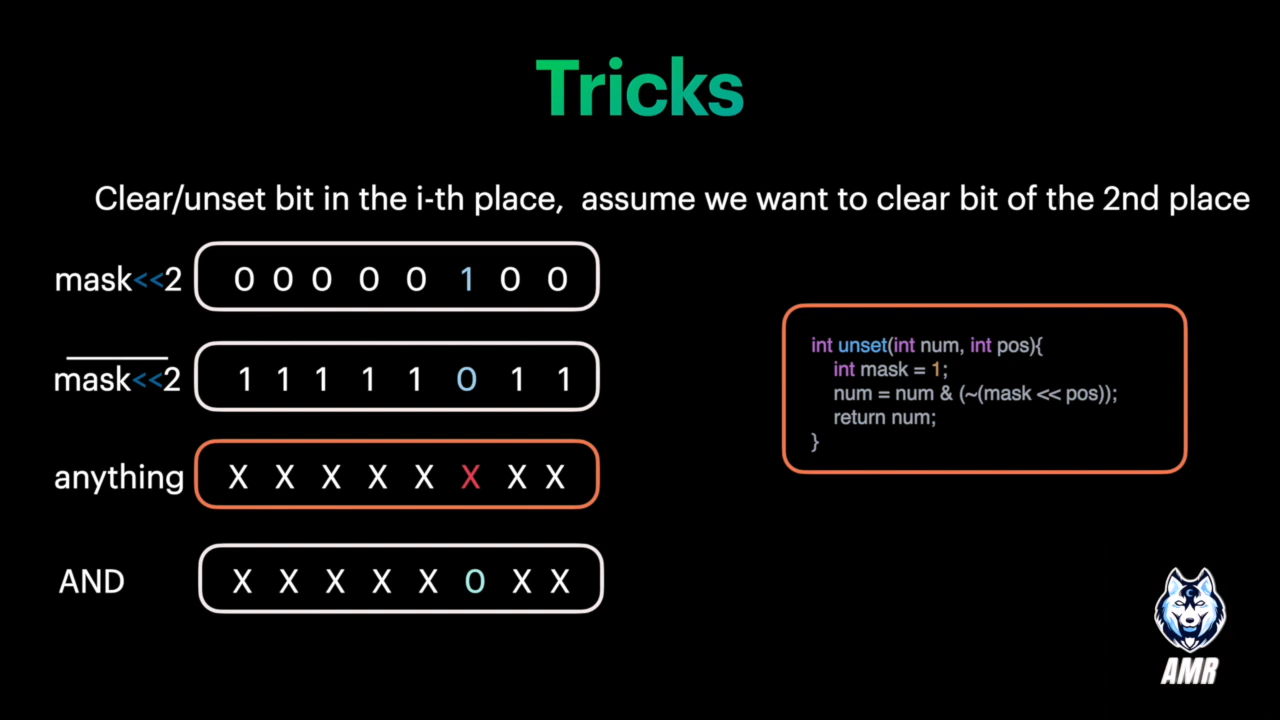 Tricks
Clear/unset bit in the i-th place,  assume we want to clear bit of the 2nd place
mask<<2 0 0 0 0 0 1 0 0
mask<<2 1 1 1 1 1 0 1 1
anything X X X X X X X X
AND X X X X X 0 X X
int unset(int num, int pos){
int mask = 1;
num = num & (~(mask << pos));
return num;
}
AMR